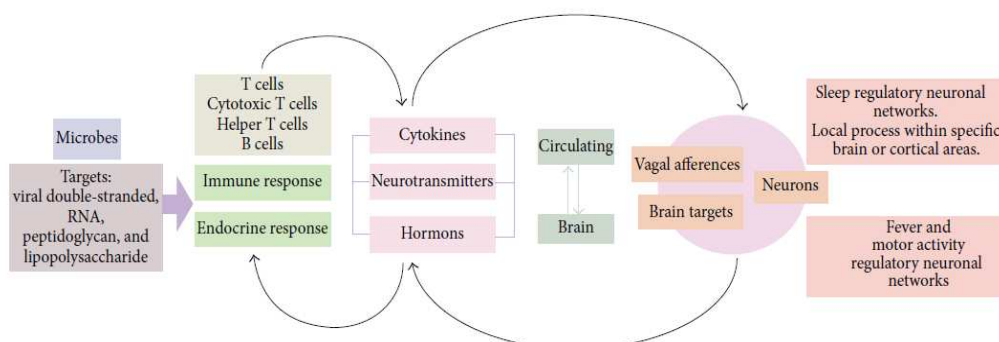 Microbes
Targets:
viral double-stranded,
RNA,
peptidoglycan, and
lipopolysaccharide
T cells
Cytotoxic T cells
Helper T cells
B cells
Immune response
Endocrine response
Cytokines
Neurotransmitters
Hormons
Circulating
Brain
Vagal afferences
Brain targets
Neurons
Sleep regulatory neuronal
networks.
Local process within specific
brain or cortical areas.
Fever and
motor activity
regulatory neuronal
networks